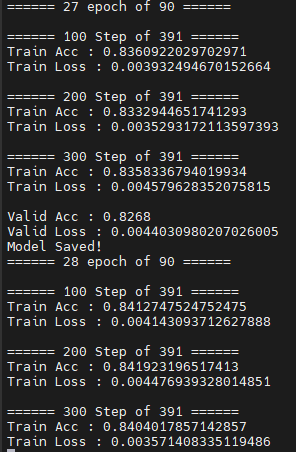 ====== 27 epoch of 90 ======
====== 100 Step of 391 ======
Train Acc : 0.8360922029702971
Train Loss : 0.003932494670152664
====== 200 Step of 391 ======
Train Acc : 0.8332944651741293
Train Loss : 0.0035293172113597393
====== 300 Step of 391 ======
Train Acc : 0.8358336794019934
Train Loss : 0.004579628352075815
Valid Acc : 0.8268
Valid Loss : 0.0044030980207026005
Model Saved!
====== 28 epoch of 90 ======
====== 100 Step of 391 ======
Train Acc : 0.8412747524752475
Train Loss : 0.004143093712627888
====== 200 Step of 391 ======
Train Acc : 0.841923196517413
Train Loss : 0.004476939328014851
====== 300 Step of 391 ======
Train Acc : 0.8404017857142857
Train Loss : 0.003571408335119486